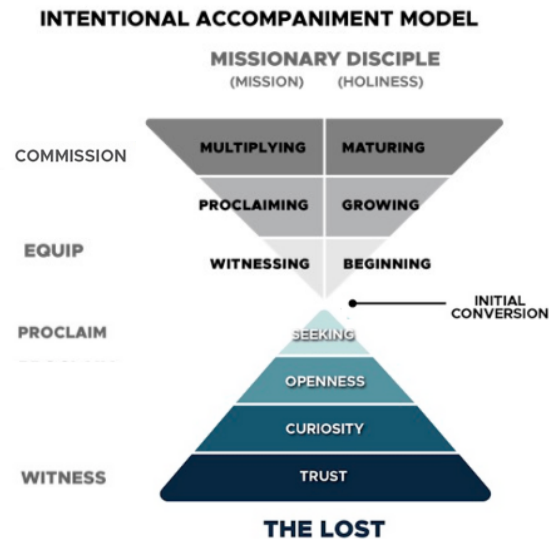 INTENTIONAL ACCOMPANIMENT MODEL
MISSIONARY DISCIPLE
(MISSION) (HOLINESS)
COMMISSION
MULTIPLYING MATURING
PROCLAIMING GROWING
EQUIP
WITNESSING BEGINNING
INITIAL
CONVERSION
PROCLAIM
SEEKING
OPENNESS
CURIOSITY
WITNESS
TRUST
THE LOST